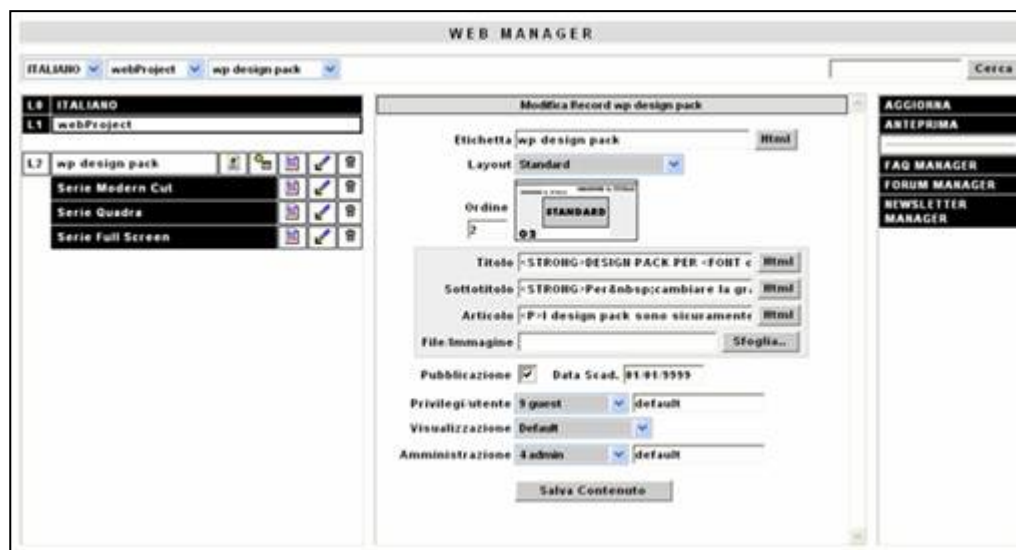 WEB MANAGER
ITALIANO webProject wp design pack Cerca
L0 ITALIANO
L1 webProject
L2 wp design pack
Serie Modern Cut
Serie Quadra
Serie Full Screen
Modifica Record wp design pack
Etichetta wp design pack Html
Layout Standard
Ordine
2
STANDARD
02
Titolo <STRONG>DESIGN PACK PER <FONT c Html
Sottotitolo <STRONG>Per&nbsp;cambiare la gr. Html
Articolo <P>I design pack sono sicuramente Html
File/Immagine Sfoglia...
Pubblicazione Data Scad. 01/01/9999
Privilegi/utente 9 guest default
Visualizzazione Default
Amministrazione 4 admin default
Salva Contenuto
AGGIORNA
ANTEPRIMA
FAQ MANAGER
FORUM MANAGER
NEWSLETTER
MANAGER